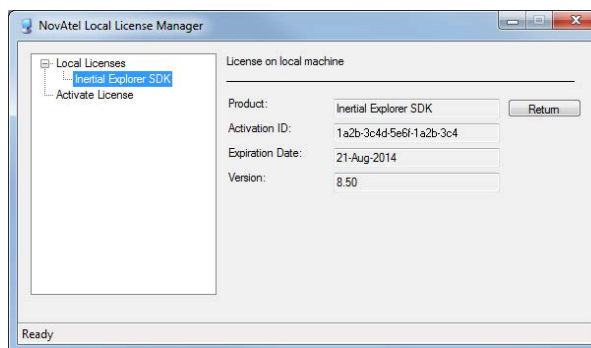 NovAtel Local License Manager
Local Licenses
Inertial Explorer SDK
Activate License
License on local machine
Product: Inertial Explorer SDK Return
Activation ID: 1a2b-3c4d-5e6f-1a2b-3c4
Expiration Date: 21-Aug-2014
Version: 8.50
Ready